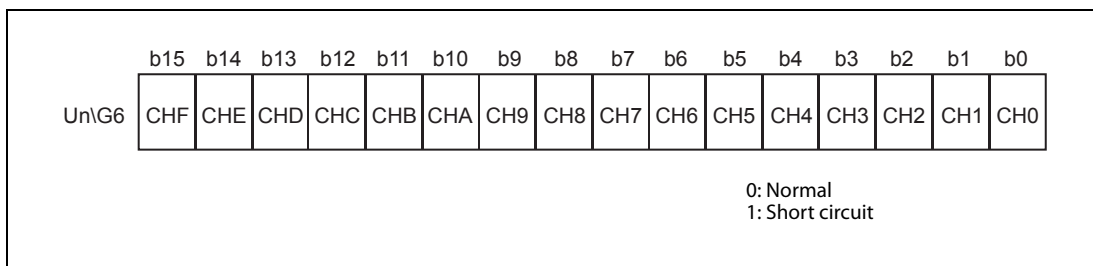 b15 b14 b13 b12 b11 b10 b9 b8 b7 b6 b5 b4 b3 b2 b1 b0
Un\G6 CHF CHE CHD CHC CHB CHA CH9 CH8 CH7 CH6 CH5 CH4 CH3 CH2 CH1 CH0
0: Normal
1: Short circuit